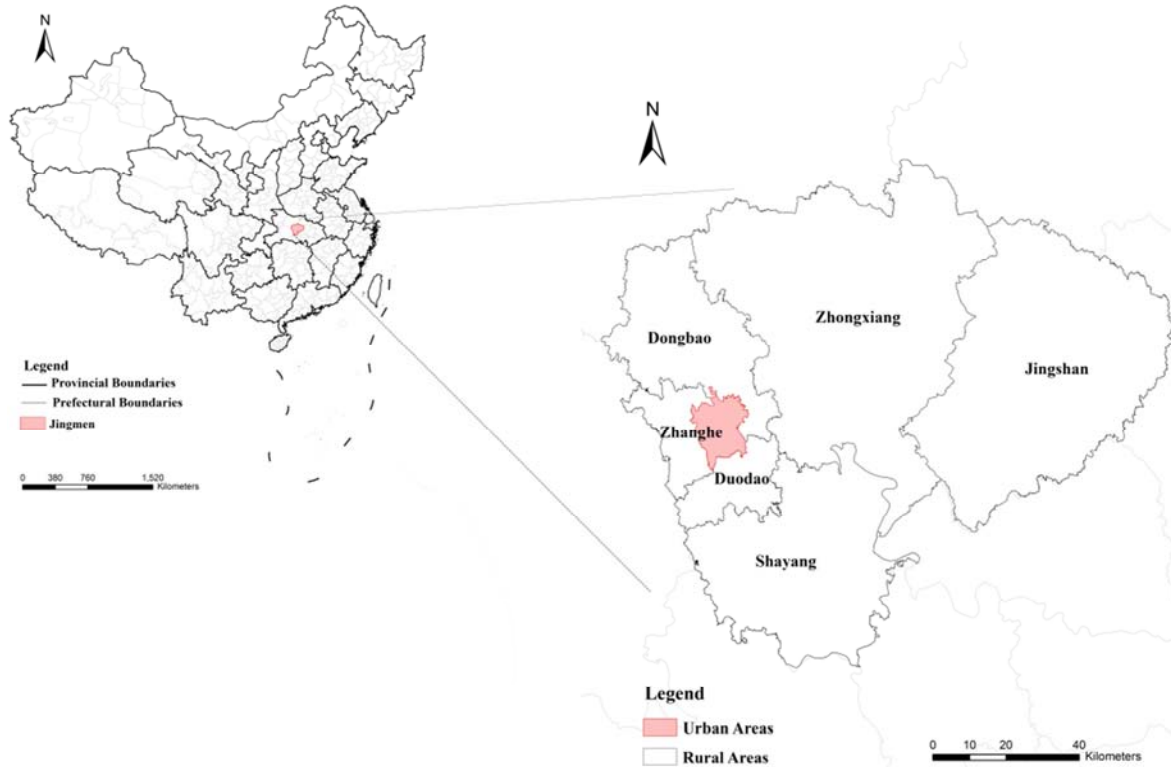 N
Legend
Provincial Boundaries
Prefectural Boundaries
Jingmen
0 380 760 1,520
Kilometers
N
Zhongxiang
Dongbao
Jingshan
Zhanghe
Duodao
Shayang
Legend
Urban Areas
Rural Areas
0 10 20 40
Kilometers